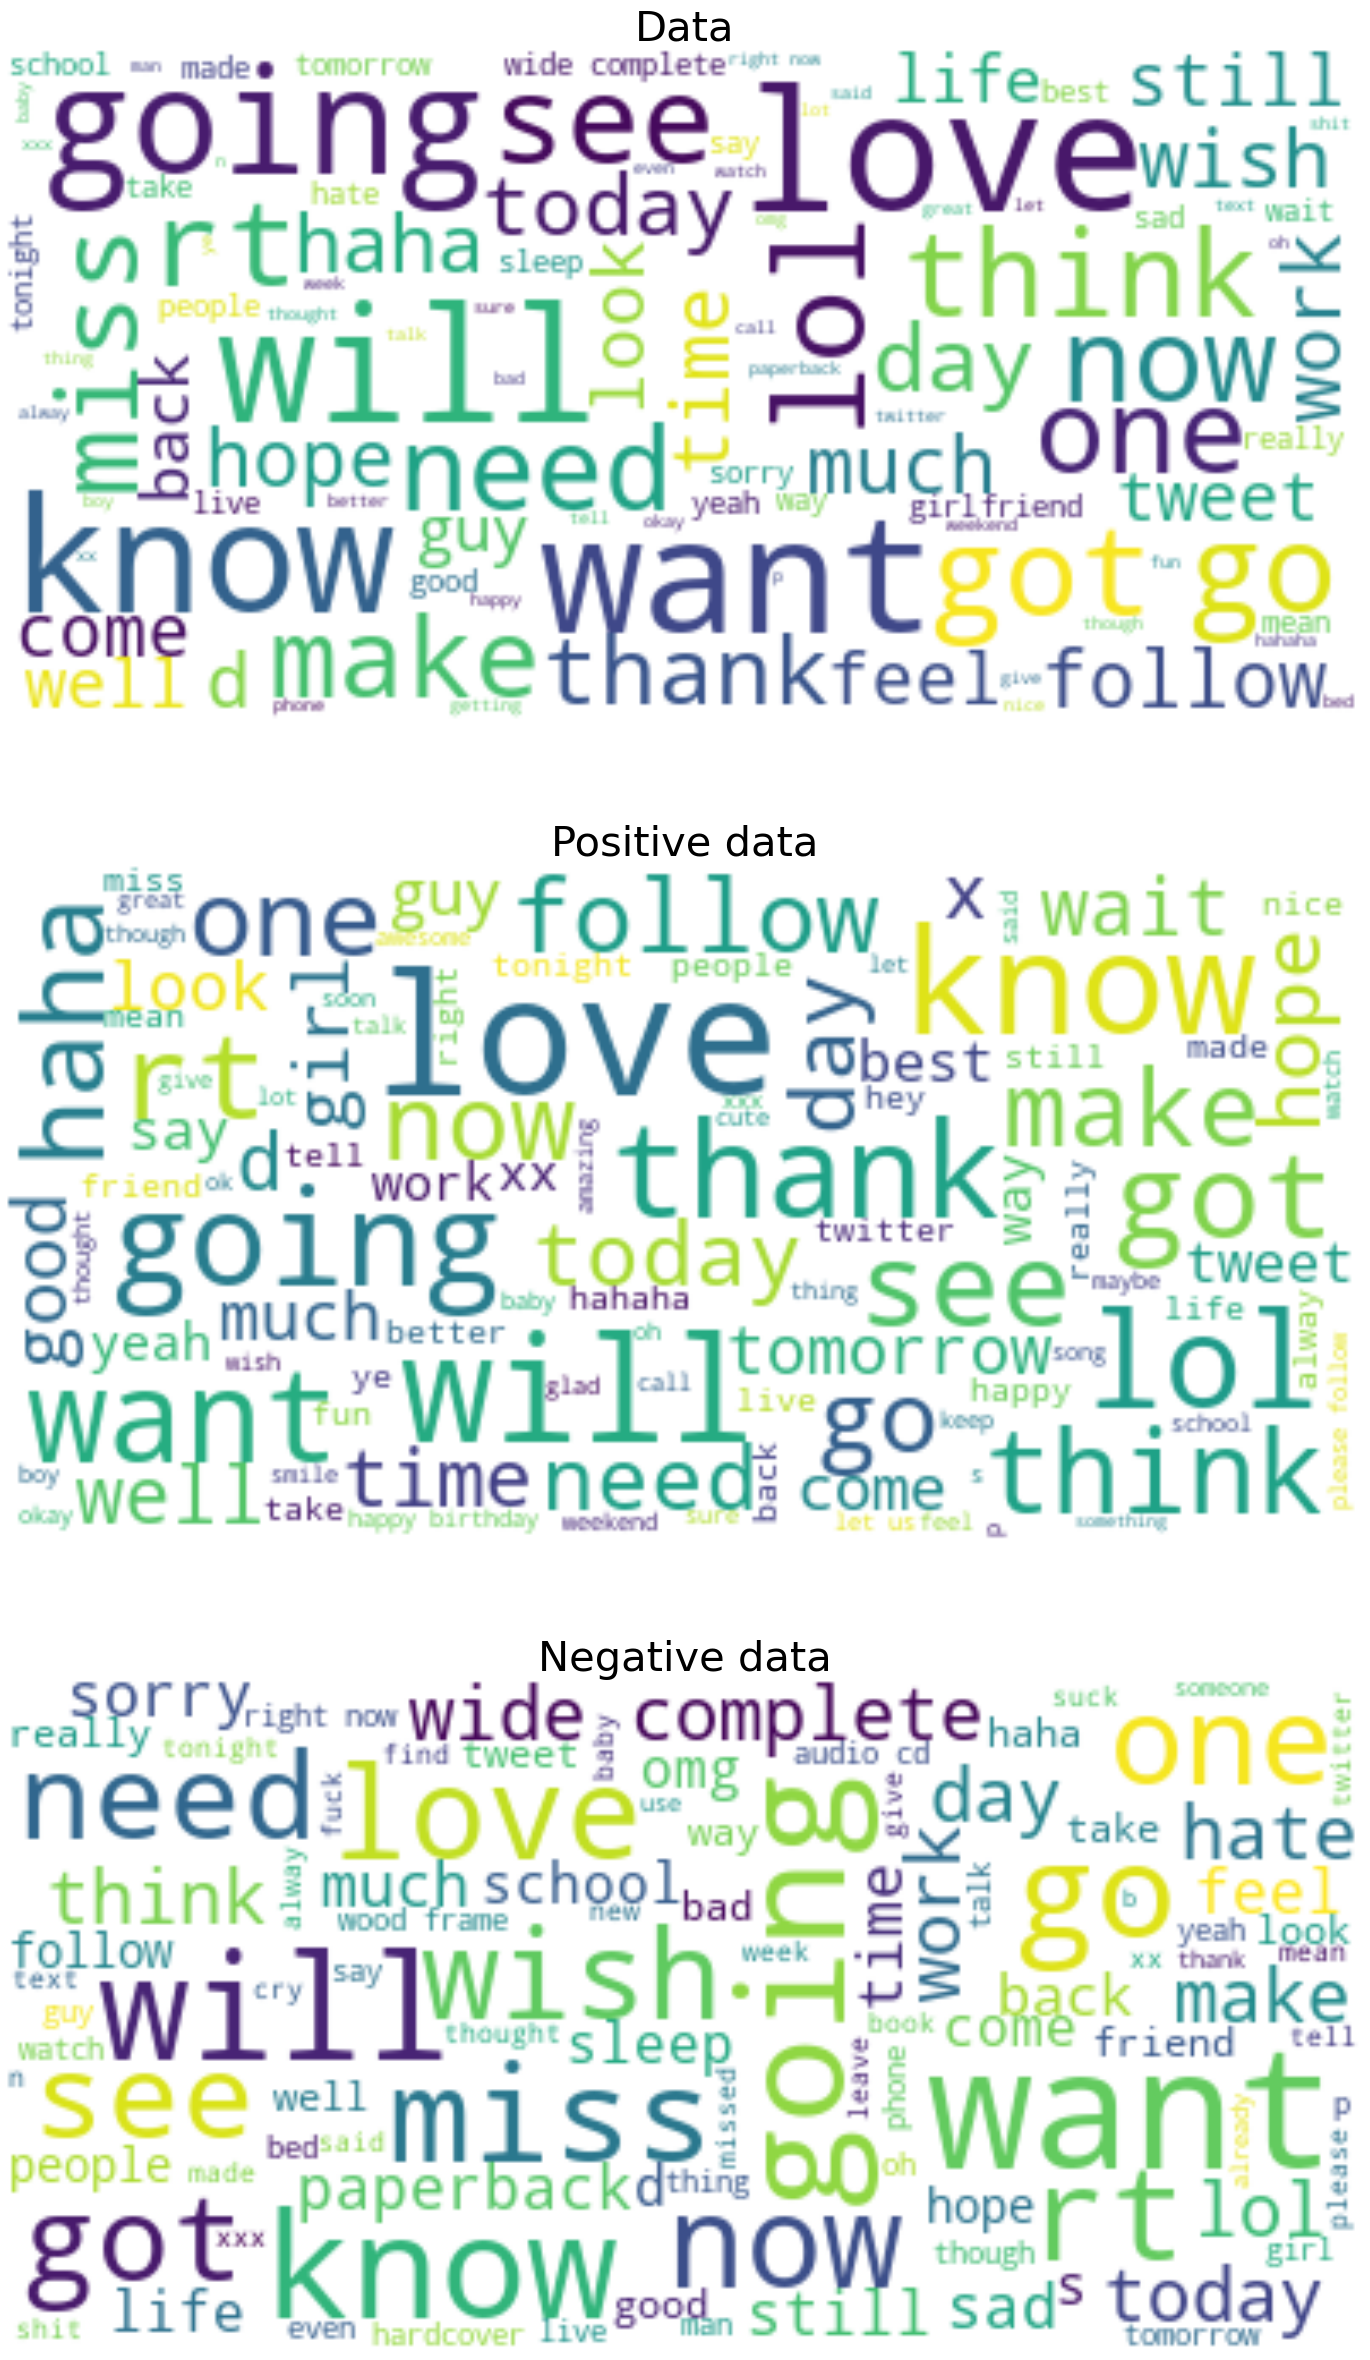 Data
school man made tomorrow wide complete right now life best still
baby going see love said lot shit
xxx n say wish
take hate even watch
today great let sad text wait
tonight miss rt yes haha sleep look omg lol think oh work
week
people thought will talk sure time call day now
thing bad paperback
alway back twitter one
hope need sorry much really
boy live better yeah way girlfriend tweet
know xx guy tell okay want p weekend got fun go
good happy though mean
come make thank feel give follow hahaha
well d phone getting nice bed
Positive data
miss great though one guy awesome follow x said wait nice
haha look girl soon love right tonight people let know hope
mean talk day best still made watch
rt give lot now xxx cute hey make
say d tell work xx amazing thank way really got
friend ok
good thought going today twitter see maybe tweet
much baby hahaha thing life
yeah better oh tomorrow song lol alway
wish ye will glad call live happy please follow
want fun go keep school
boy well smile time need back come s think
okay take happy birthday weekend sure let us feel p something
Negative data
sorry right now wide complete suck someone
really tonight find tweet baby omg audio cd haha one twitter
need fuck love use way going give day take hate
think alway much school bad time work talk go b feel
wood frame new yeah look
follow will say wish week xx thank mean
text cry back make
guy thought sleep book come friend tell
watch
n see well miss missed leave phone want already please p
people made bed said paperback d thing oh
got xxx know now hope rt lol
though girl
life good still sad s today
shit even hardcover live man tomorrow